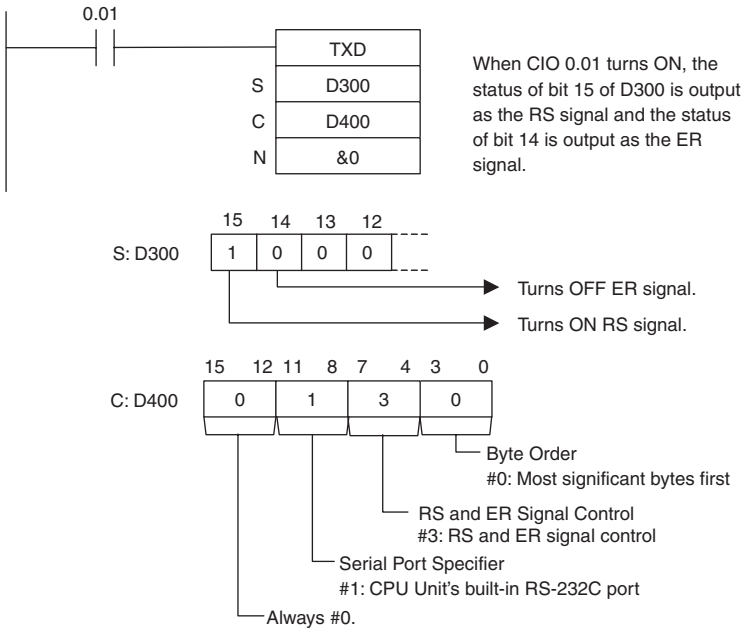 0.01
TXD
S D300
C D400
N &0
When CIO 0.01 turns ON, the
status of bit 15 of D300 is output
as the RS signal and the status
of bit 14 is output as the ER
signal.
15 14 13 12
S: D300 1 0 0 0
Turns OFF ER signal.
Turns ON RS signal.
15 12 11 8 7 4 3 0
C: D400 0 1 3 0
Byte Order
#0: Most significant bytes first
RS and ER Signal Control
#3: RS and ER signal control
Serial Port Specifier
#1: CPU Unit's built-in RS-232C port
Always #0.